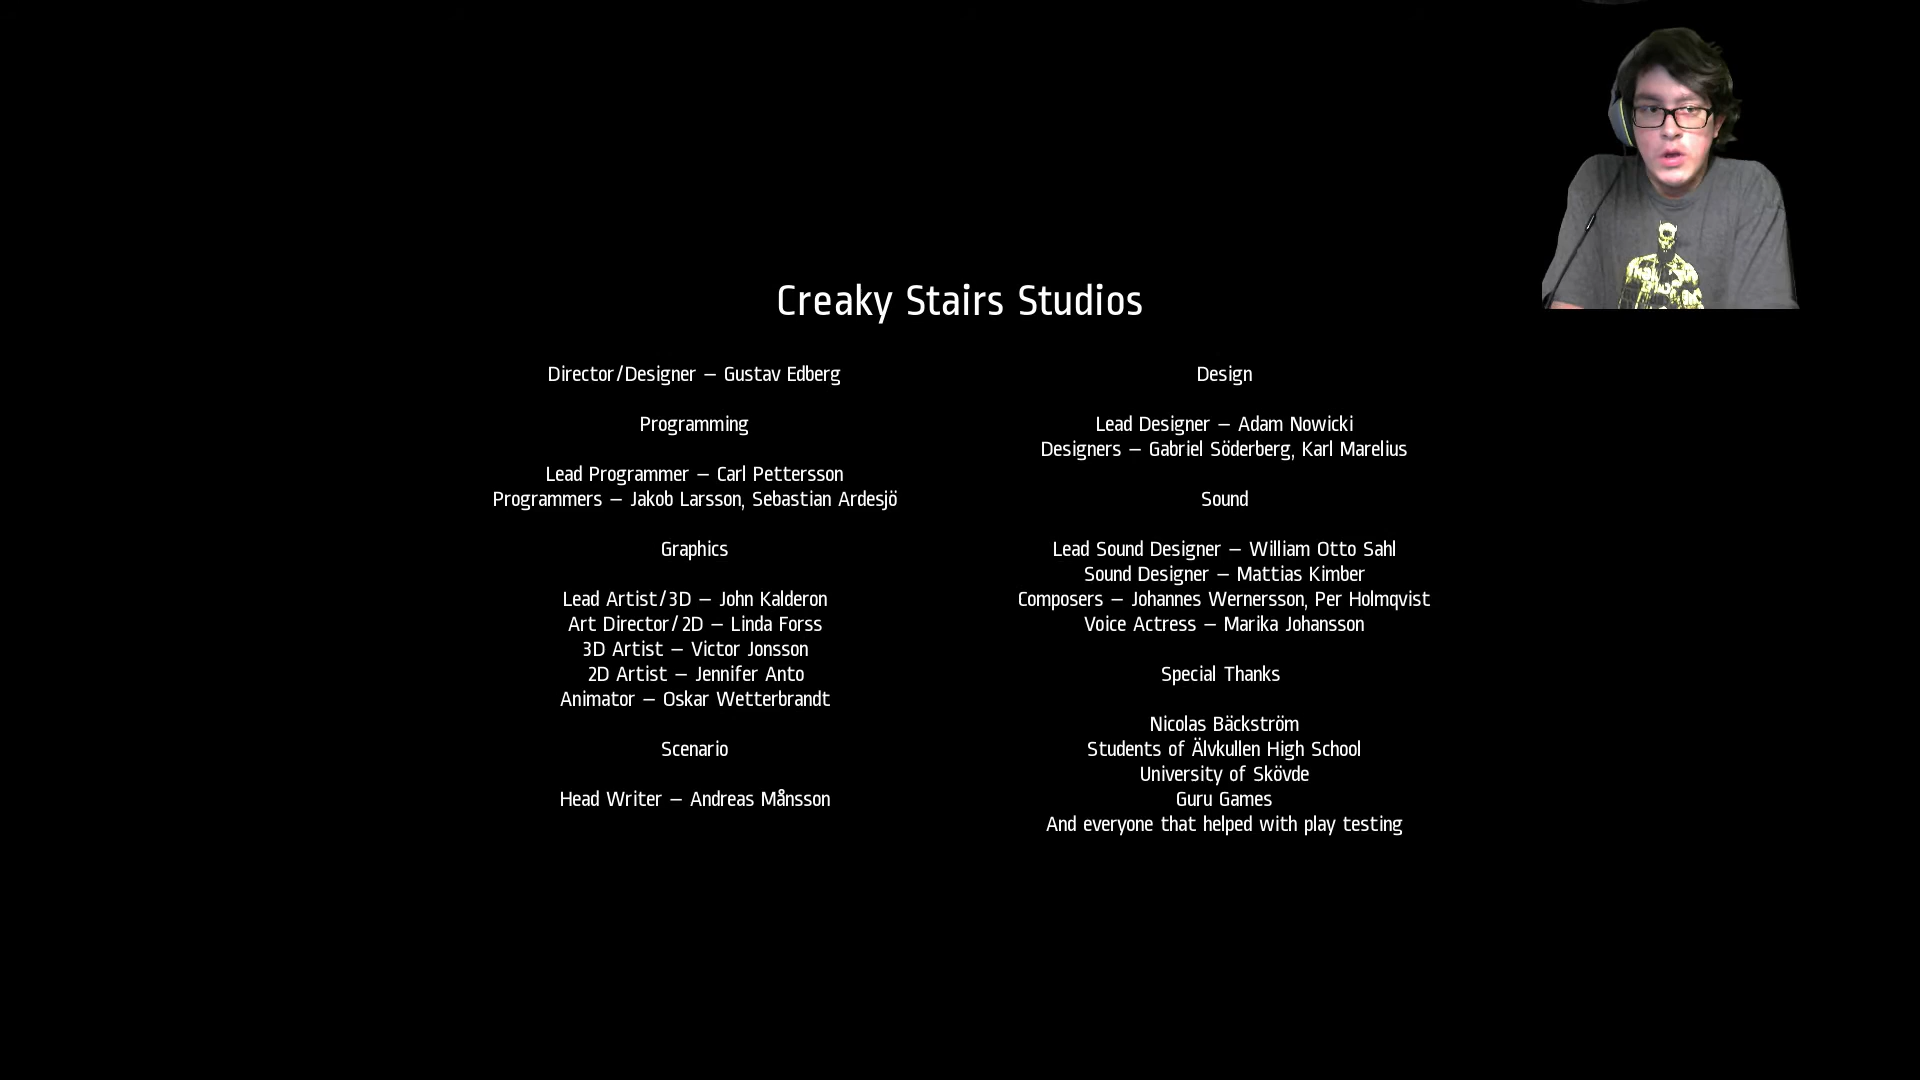 Creaky Stairs Studios
Director/Designer – Gustav Edberg
Programming
Lead Programmer – Carl Pettersson
Programmers – Jakob Larsson, Sebastian Ardesjö
Graphics
Lead Artist/3D – John Kalderon
Art Director/2D – Linda Forss
3D Artist – Victor Jonsson
2D Artist – Jennifer Anto
Animator – Oskar Wetterbrandt
Scenario
Head Writer – Andreas Månsson
Design
Lead Designer – Adam Nowicki
Designers – Gabriel Söderberg, Karl Marelius
Sound
Lead Sound Designer – William Otto Sahl
Sound Designer – Mattias Kimber
Composers – Johannes Wernersson, Per Holmqvist
Voice Actress – Marika Johansson
Special Thanks
Nicolas Bäckström
Students of Älvkullen High School
University of Skövde
Guru Games
And everyone that helped with play testing